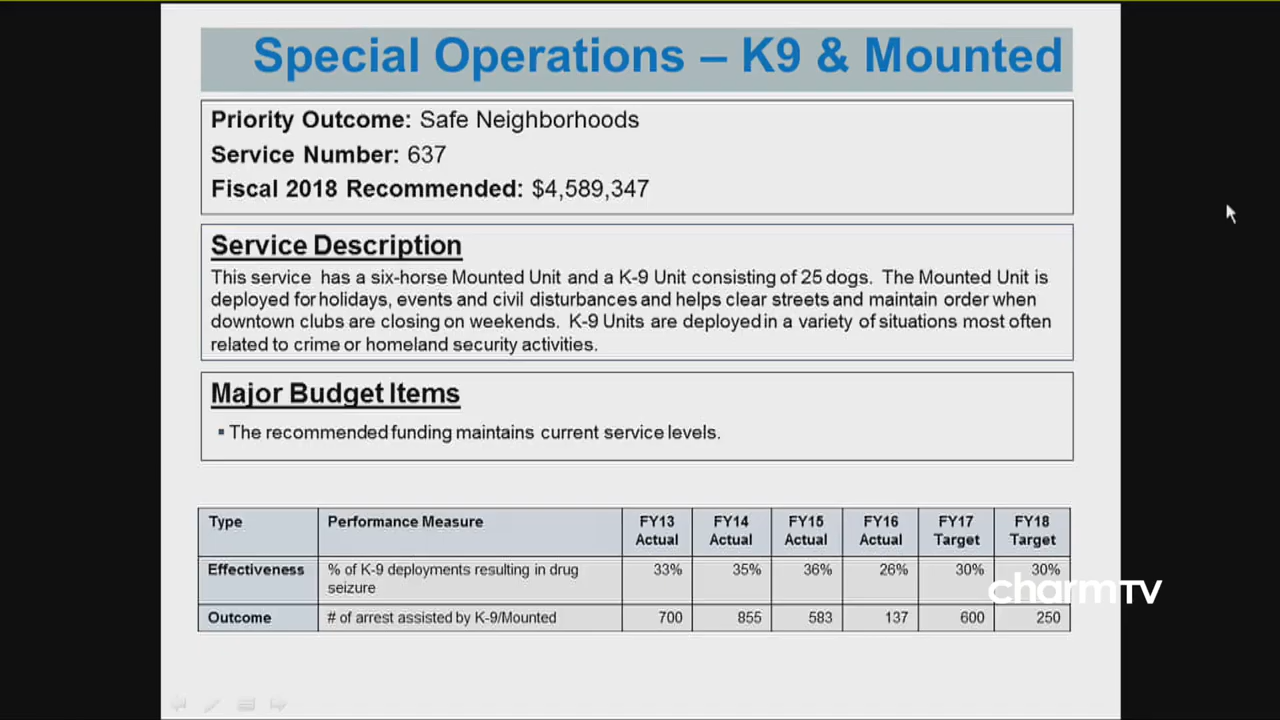 Special Operations – K9 & Mounted
Priority Outcome: Safe Neighborhoods
Service Number: 637
Fiscal 2018 Recommended: $4,589,347
Service Description
This service has a six-horse Mounted Unit and a K-9 Unit consisting of 25 dogs. The Mounted Unit is
deployed for holidays, events and civil disturbances and helps clear streets and maintain order when
downtown clubs are closing on weekends. K-9 Units are deployed in a variety of situations most often
related to crime or homeland security activities.
Major Budget Items
▪ The recommended funding maintains current service levels.
Type Performance Measure FY13 Actual FY14 Actual FY15 Actual FY16 Actual FY17 Target FY18 Target
Effectiveness % of K-9 deployments resulting in drug seizure 33% 35% 36% 26% 30% 30%
Outcome # of arrest assisted by K-9/Mounted 700 855 583 137 600 250
charmTV